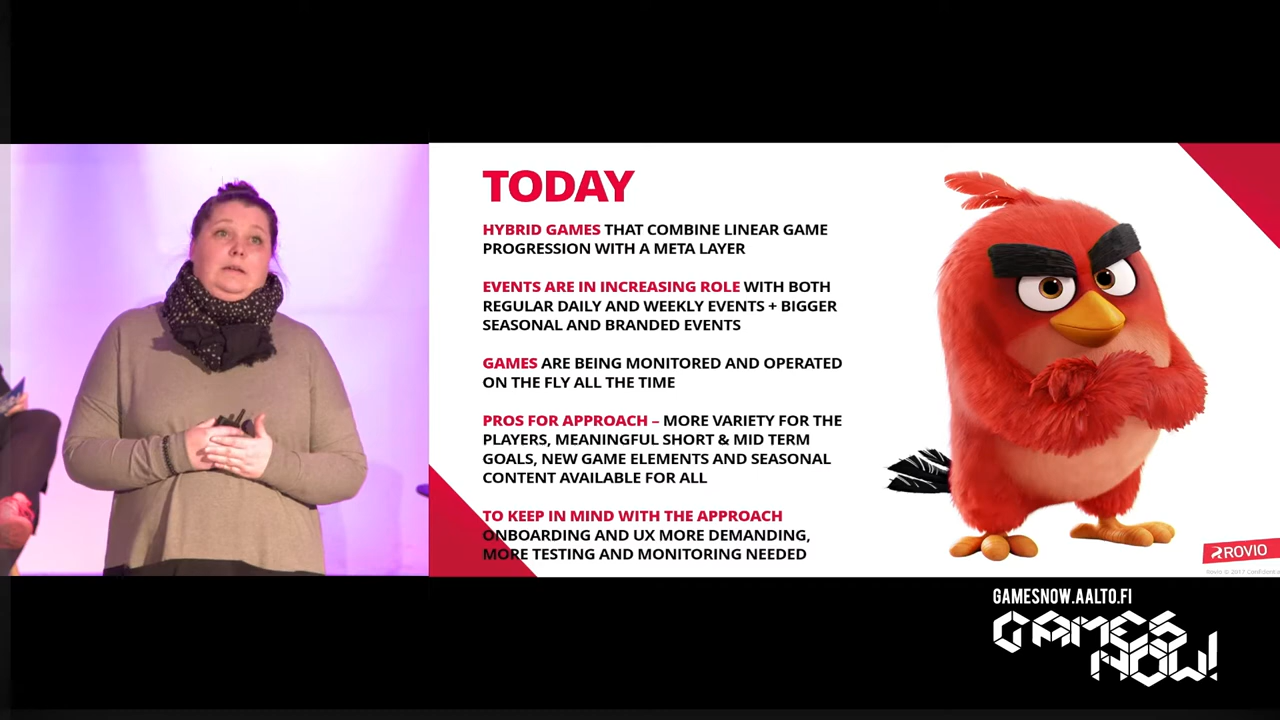 TODAY
HYBRID GAMES THAT COMBINE LINEAR GAME
PROGRESSION WITH A META LAYER
EVENTS ARE IN INCREASING ROLE WITH BOTH
REGULAR DAILY AND WEEKLY EVENTS + BIGGER
SEASONAL AND BRANDED EVENTS
GAMES ARE BEING MONITORED AND OPERATED
ON THE FLY ALL THE TIME
PROS FOR APPROACH – MORE VARIETY FOR THE
PLAYERS, MEANINGFUL SHORT & MID TERM
GOALS, NEW GAME ELEMENTS AND SEASONAL
CONTENT AVAILABLE FOR ALL
TO KEEP IN MIND WITH THE APPROACH
ONBOARDING AND UX MORE DEMANDING,
MORE TESTING AND MONITORING NEEDED
ROVIO
Rovio © 2017 Confidentia
GAMESNOW.AALTO.FI
GAMES
NOW!